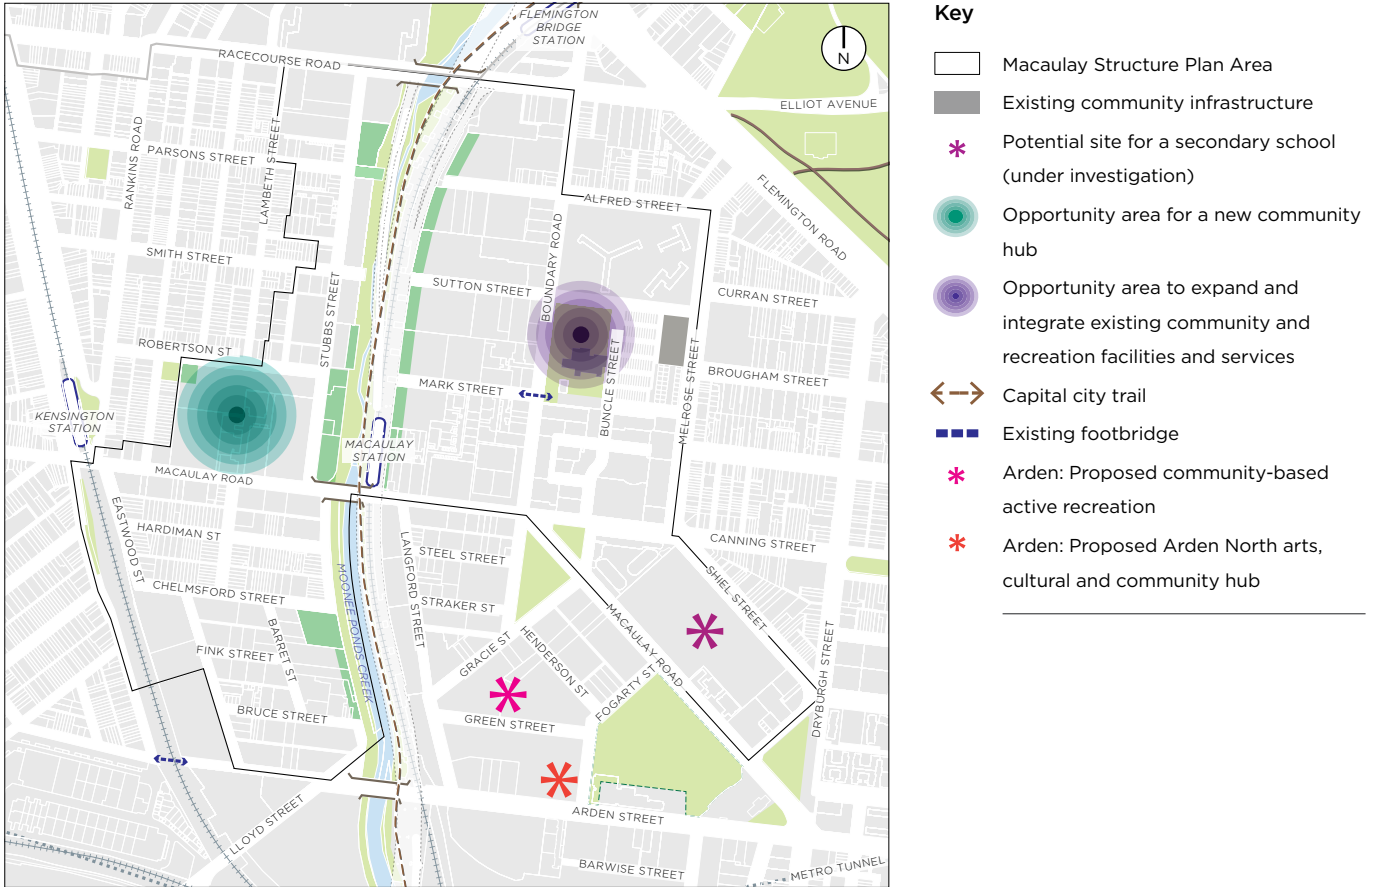 FLEMINGTON
BRIDGE
STATION
N
RACECOURSE ROAD
ELLIOT AVENUE
RANKINS ROAD
PARSONS STREET
LAMBETH STREET
FLEMINGTON ROAD
ALFRED STREET
BOUNDARY ROAD
SMITH STREET
STUBBS STREET
SUTTON STREET
CURRAN STREET
ROBERTSON ST
MARK STREET
BUNCLE STREET
MELROSE STREET
BROUGHAM STREET
KENSINGTON
STATION
MACAULAY
STATION
MACAULAY ROAD
EASTWOOD ST
HARDIMAN ST
LANGFORD STREET
STEEL STREET
CANNING STREET
SHIEL STREET
MOONEE PONDS CREEK
CHELMSFORD STREET
STRAKER ST
MACAULAY ROAD
BARRET ST
FINK STREET
GRACIE ST
HENDERSON ST
FOGARTY ST
DRYBURGH STREET
BRUCE STREET
GREEN STREET
LLOYD STREET
ARDEN STREET
BARWISE STREET
METRO TUNNEL
Key
Macaulay Structure Plan Area
Existing community infrastructure
Potential site for a secondary school
(under investigation)
Opportunity area for a new community
hub
Opportunity area to expand and
integrate existing community and
recreation facilities and services
Capital city trail
Existing footbridge
Arden: Proposed community-based
active recreation
Arden: Proposed Arden North arts,
cultural and community hub